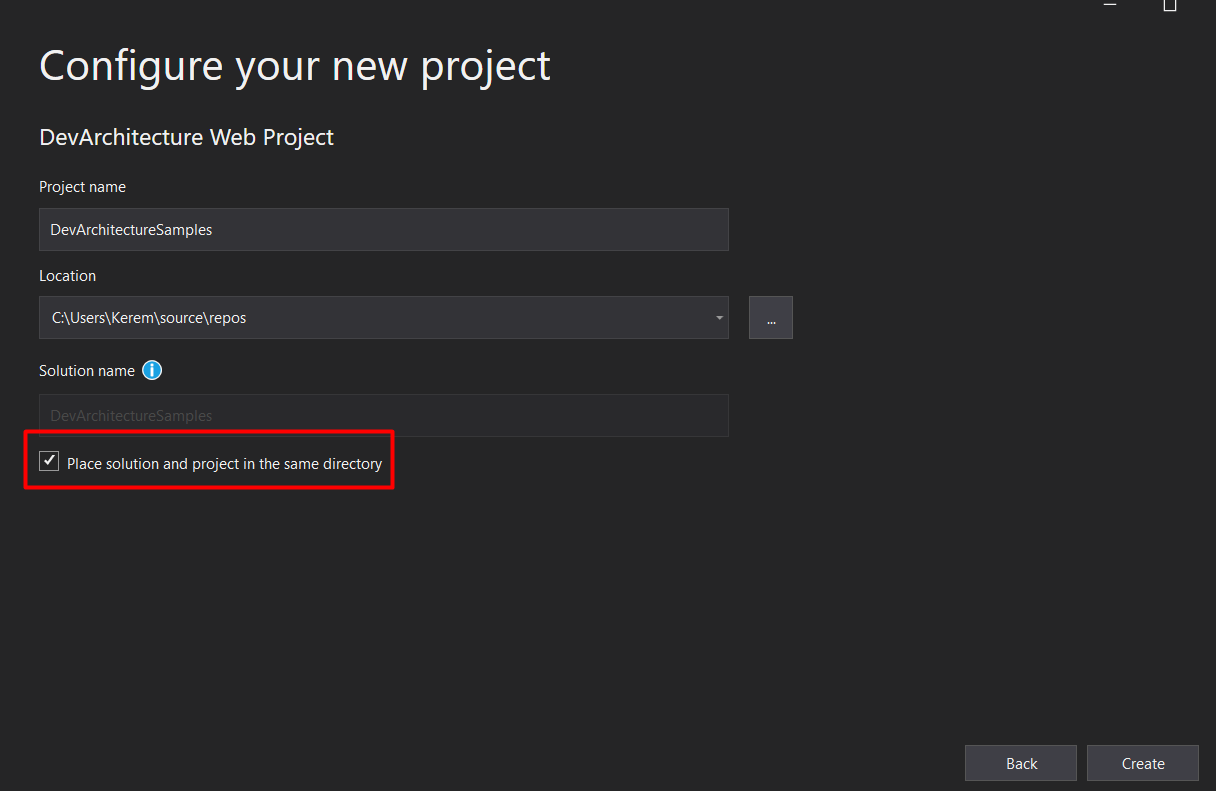 Configure your new project
DevArchitecture Web Project
Project name
DevArchitectureSamples
Location
C:\Users\Kerem\source\repos
...
Solution name
DevArchitectureSamples
Place solution and project in the same directory
Back
Create